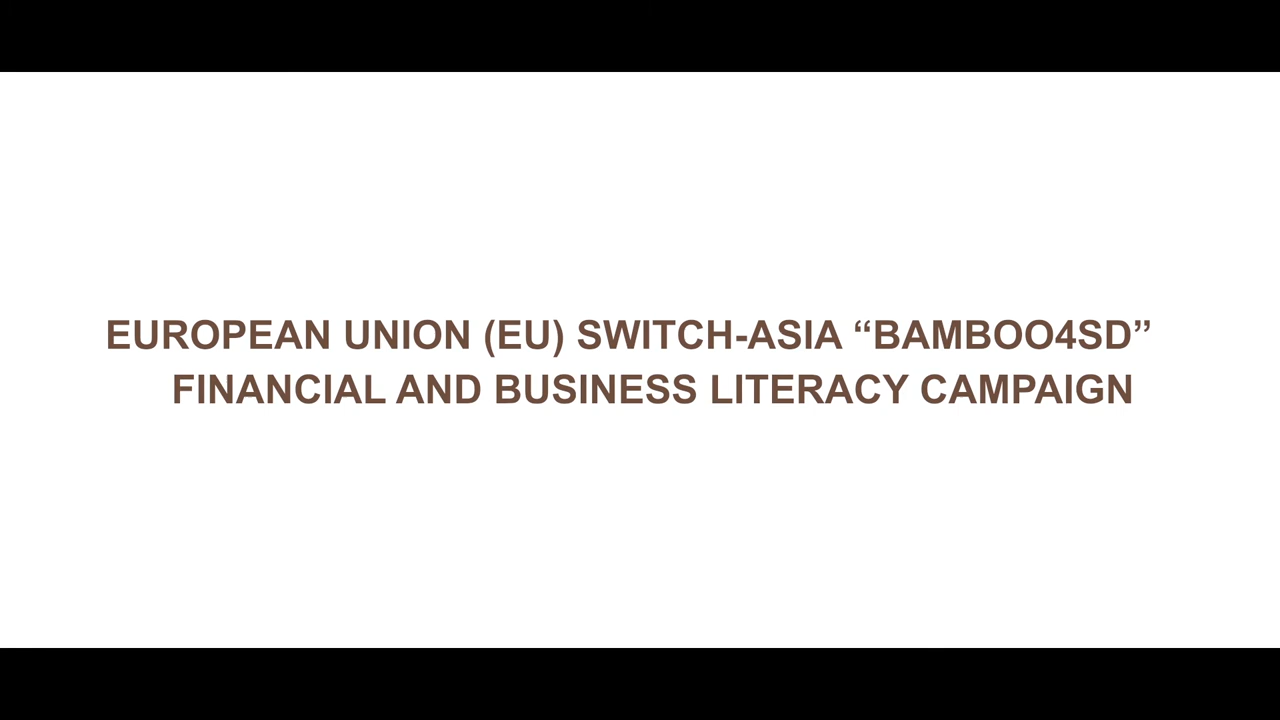 EUROPEAN UNION (EU) SWITCH-ASIA “BAMBOO4SD”
FINANCIAL AND BUSINESS LITERACY CAMPAIGN